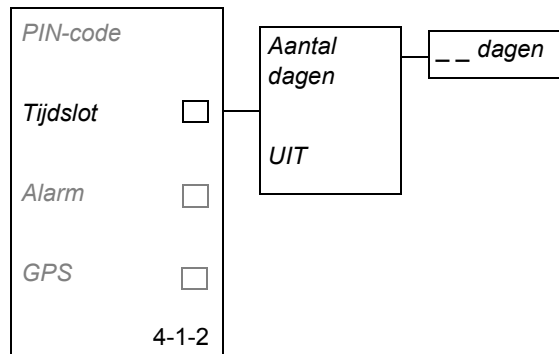 PIN-code
Tijdslot
Alarm
GPS
4-1-2
Aantal
dagen
UIT
_ _ dagen